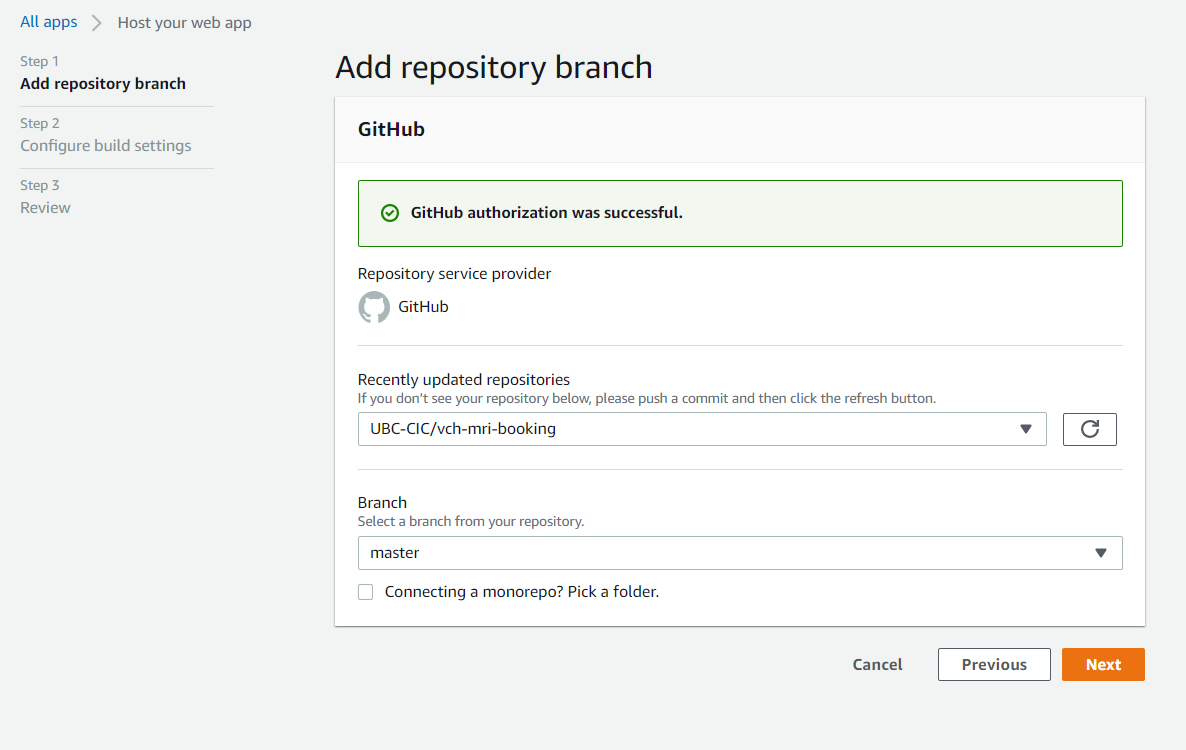 All apps
Host your web app
Step 1
Add repository branch
Step 2
Configure build settings
Step 3
Review
Add repository branch
GitHub
GitHub authorization was successful.
Repository service provider
GitHub
Recently updated repositories
If you don't see your repository below, please push a commit and then click the refresh button.
UBC-CIC/vch-mri-booking
Branch
Select a branch from your repository.
master
Connecting a monorepo? Pick a folder.
Cancel
Previous
Next